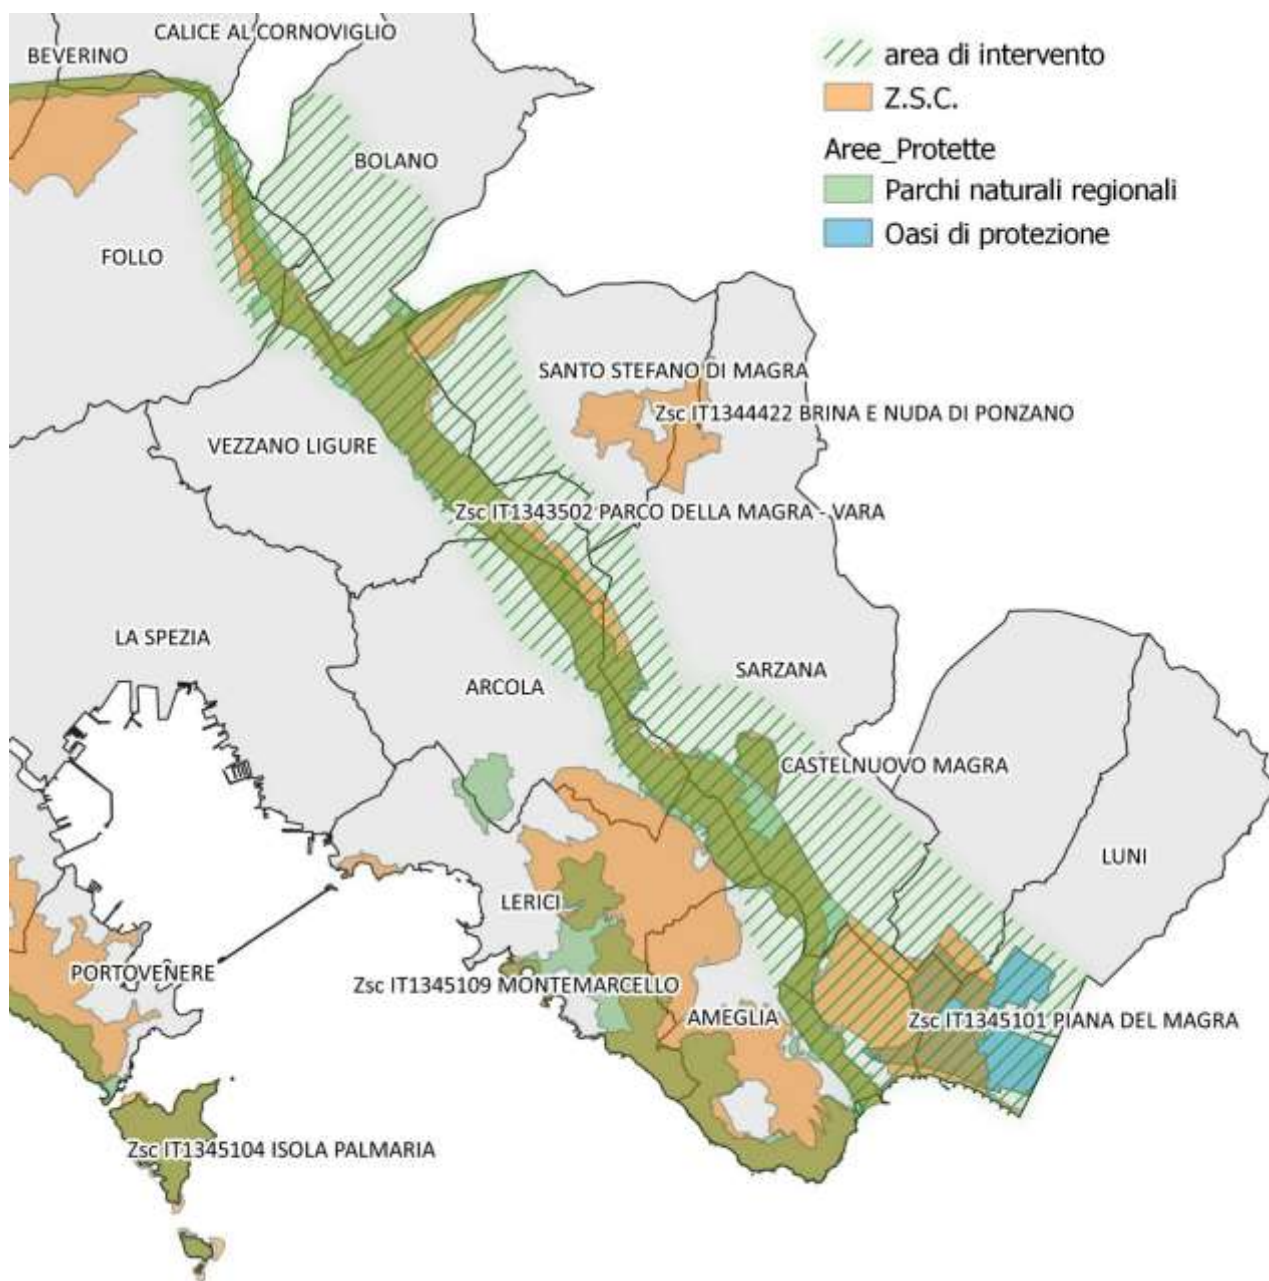 CALICE AL CORNOVIGLIO
BEVERINO
area di intervento
Z.S.C.
Aree_Protette
Parchi naturali regionali
Oasi di protezione
BOLANO
FOLLO
SANTO STEFANO DI MAGRA
Zsc IT1344422 BRINA E NUDA DI PONZANO
VEZZANO LIGURE
Zsc IT1343502 PARCO DELLA MAGRA - VARA
LA SPEZIA
SARZANA
ARCOLA
CASTELNUOVO MAGRA
LUNI
LERICI
PORTOVENERE
Zsc IT1345109 MONTEMARCELLO
AMEGLIA
Zsc IT1345101 PIANA DEL MAGRA
Zsc IT1345104 ISOLA PALMARIA